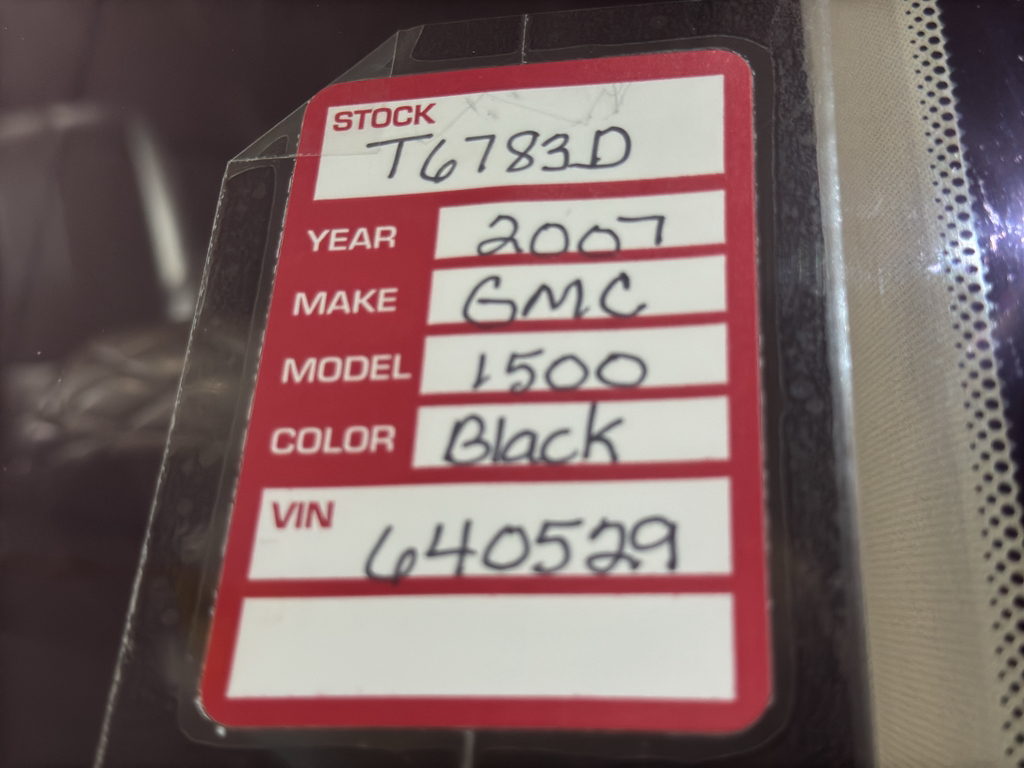 STOCK
T6783D
YEAR 2007
MAKE GMC
MODEL 1500
COLOR Black
VIN
640529